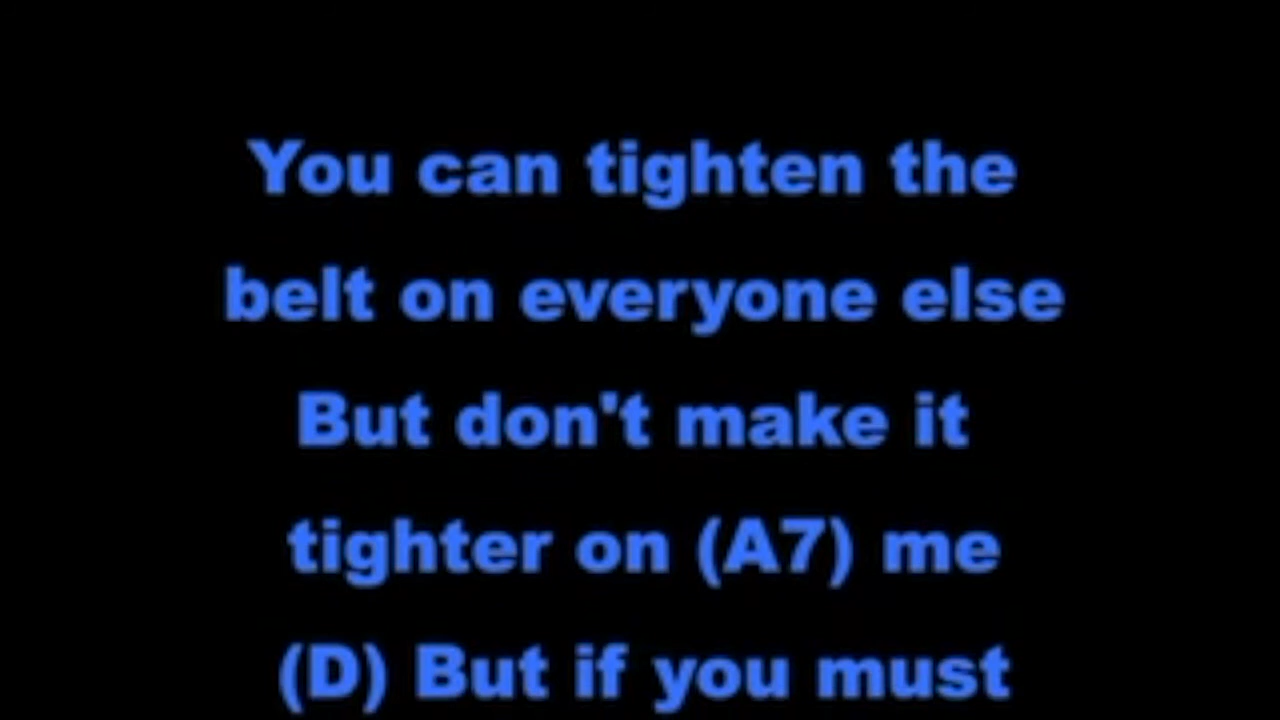 You can tighten the
belt on everyone else
But don't make it
tighter on (A7) me
(D) But if you must